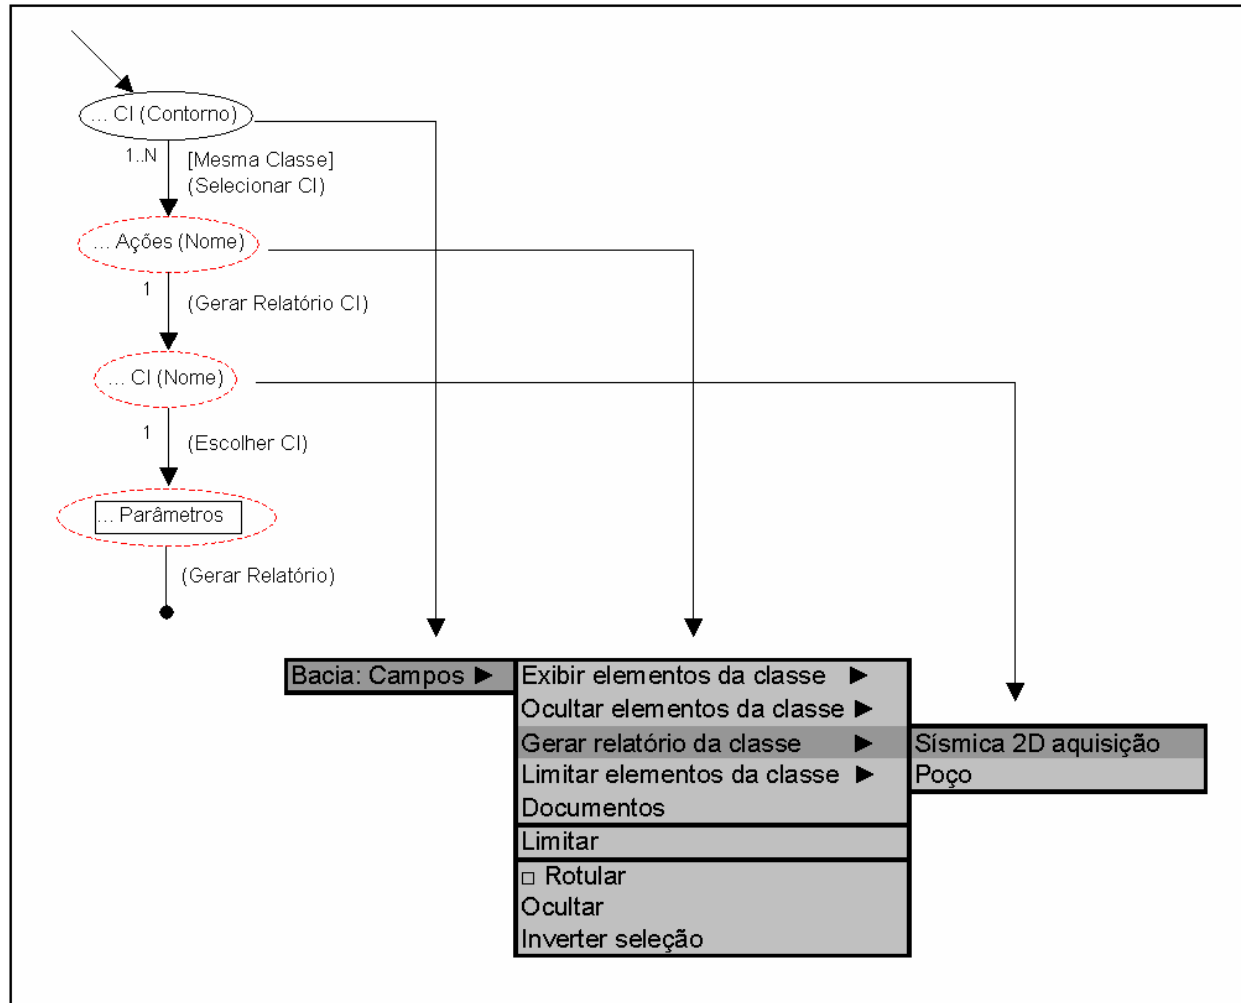 ... CI (Contorno)
1..N
[Mesma Classe]
(Selecionar CI)
... Ações (Nome)
1
(Gerar Relatório CI)
... CI (Nome)
1
(Escolher CI)
... Parâmetros
(Gerar Relatório)
Bacia: Campos ►
Exibir elementos da classe ►
Ocultar elementos da classe ►
Gerar relatório da classe ►
Limitar elementos da classe ►
Documentos
Limitar
□ Rotular
Ocultar
Inverter seleção
Sísmica 2D aquisição
Poço